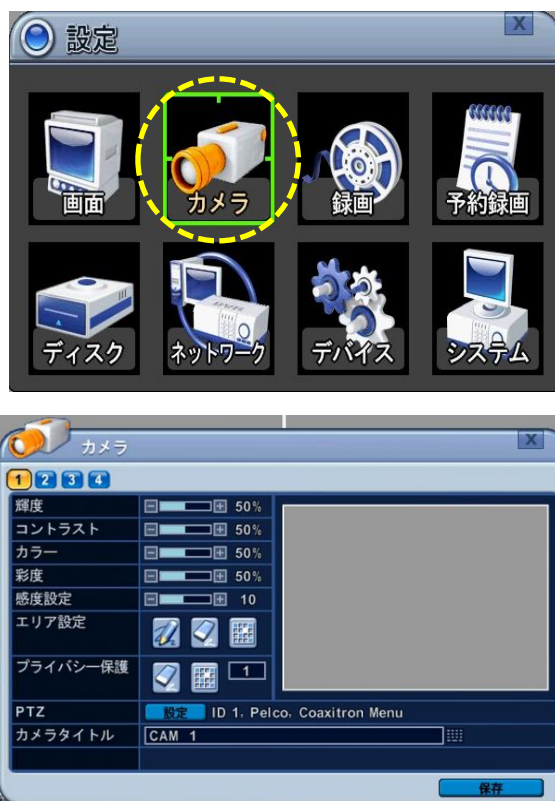 設定
X
画面
カメラ
録画
予約録画
ディスク
ネットワーク
デバイス
システム
カメラ
X
1 2 3 4
輝度 50%
コントラスト 50%
カラー 50%
彩度 50%
感度設定 10
エリア設定
プライバシー保護 1
PTZ 設定 ID 1, Pelco, Coaxitron Menu
カメラタイトル CAM 1
保存